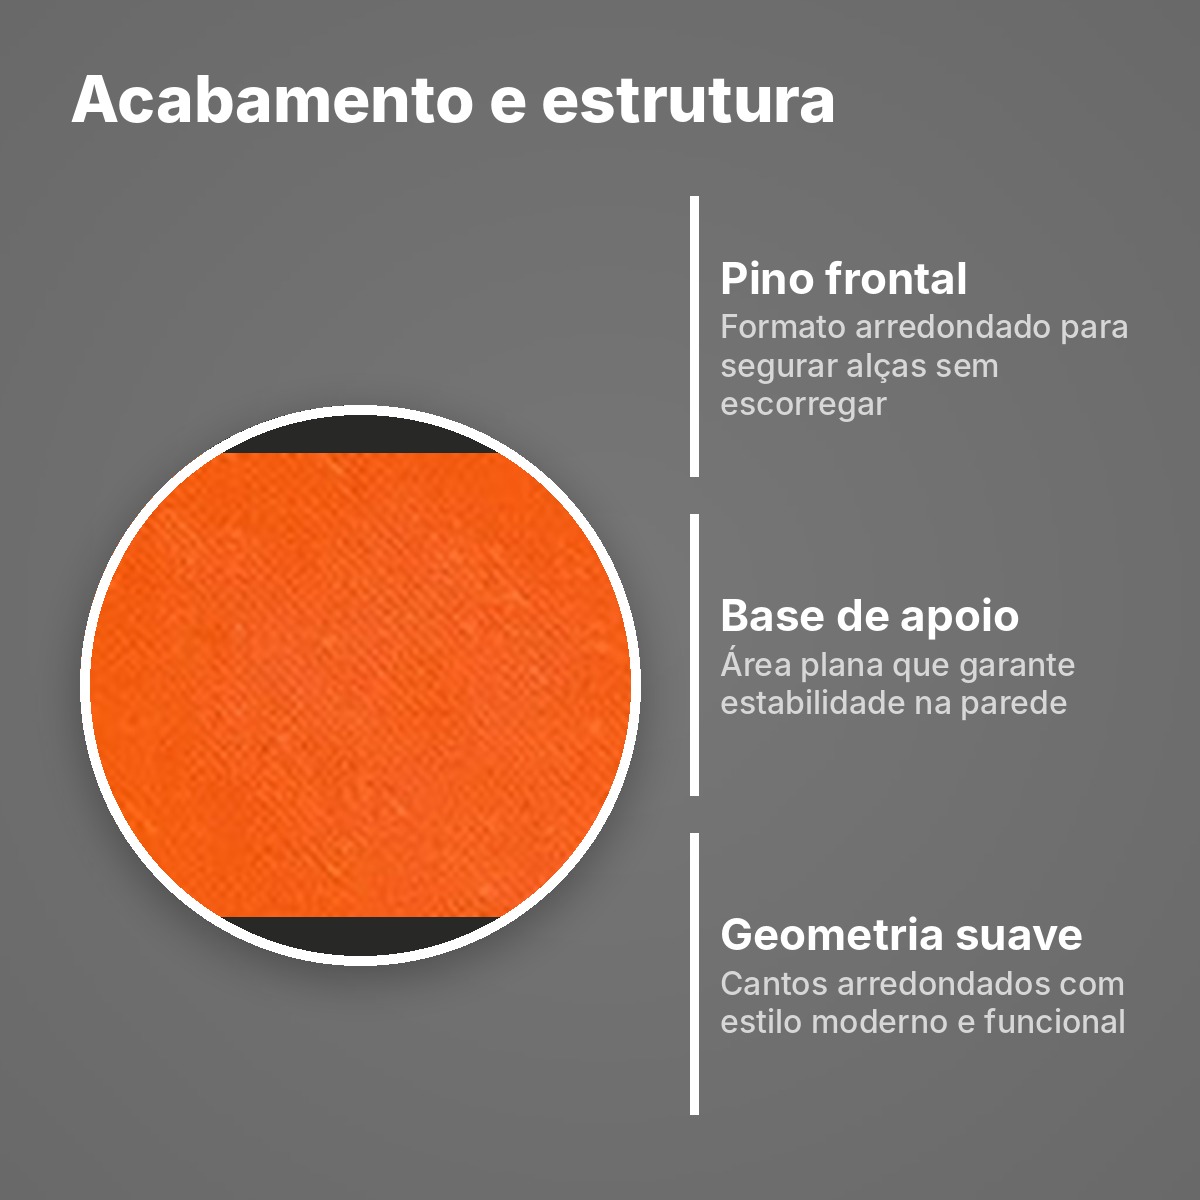 Acabamento e estrutura
Pino frontal
Formato arredondado para
segurar alças sem
escorregar
Base de apoio
Área plana que garante
estabilidade na parede
Geometria suave
Cantos arredondados com
estilo moderno e funcional